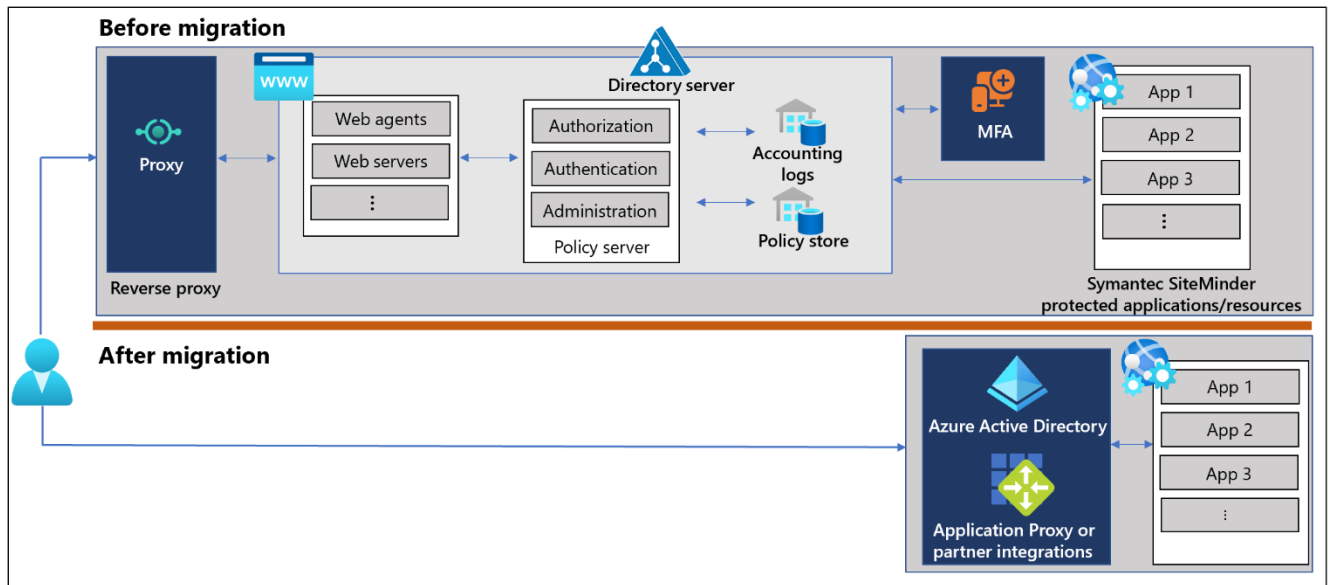 Before migration
Proxy
Reverse proxy
WWW
Web agents
Web servers
⋮
Directory server
Authorization
Authentication
Administration
Policy server
Accounting
logs
Policy store
MFA
App 1
App 2
App 3
⋮
Symantec SiteMinder
protected applications/resources
After migration
Azure Active Directory
Application Proxy or
partner integrations
App 1
App 2
App 3
⋮